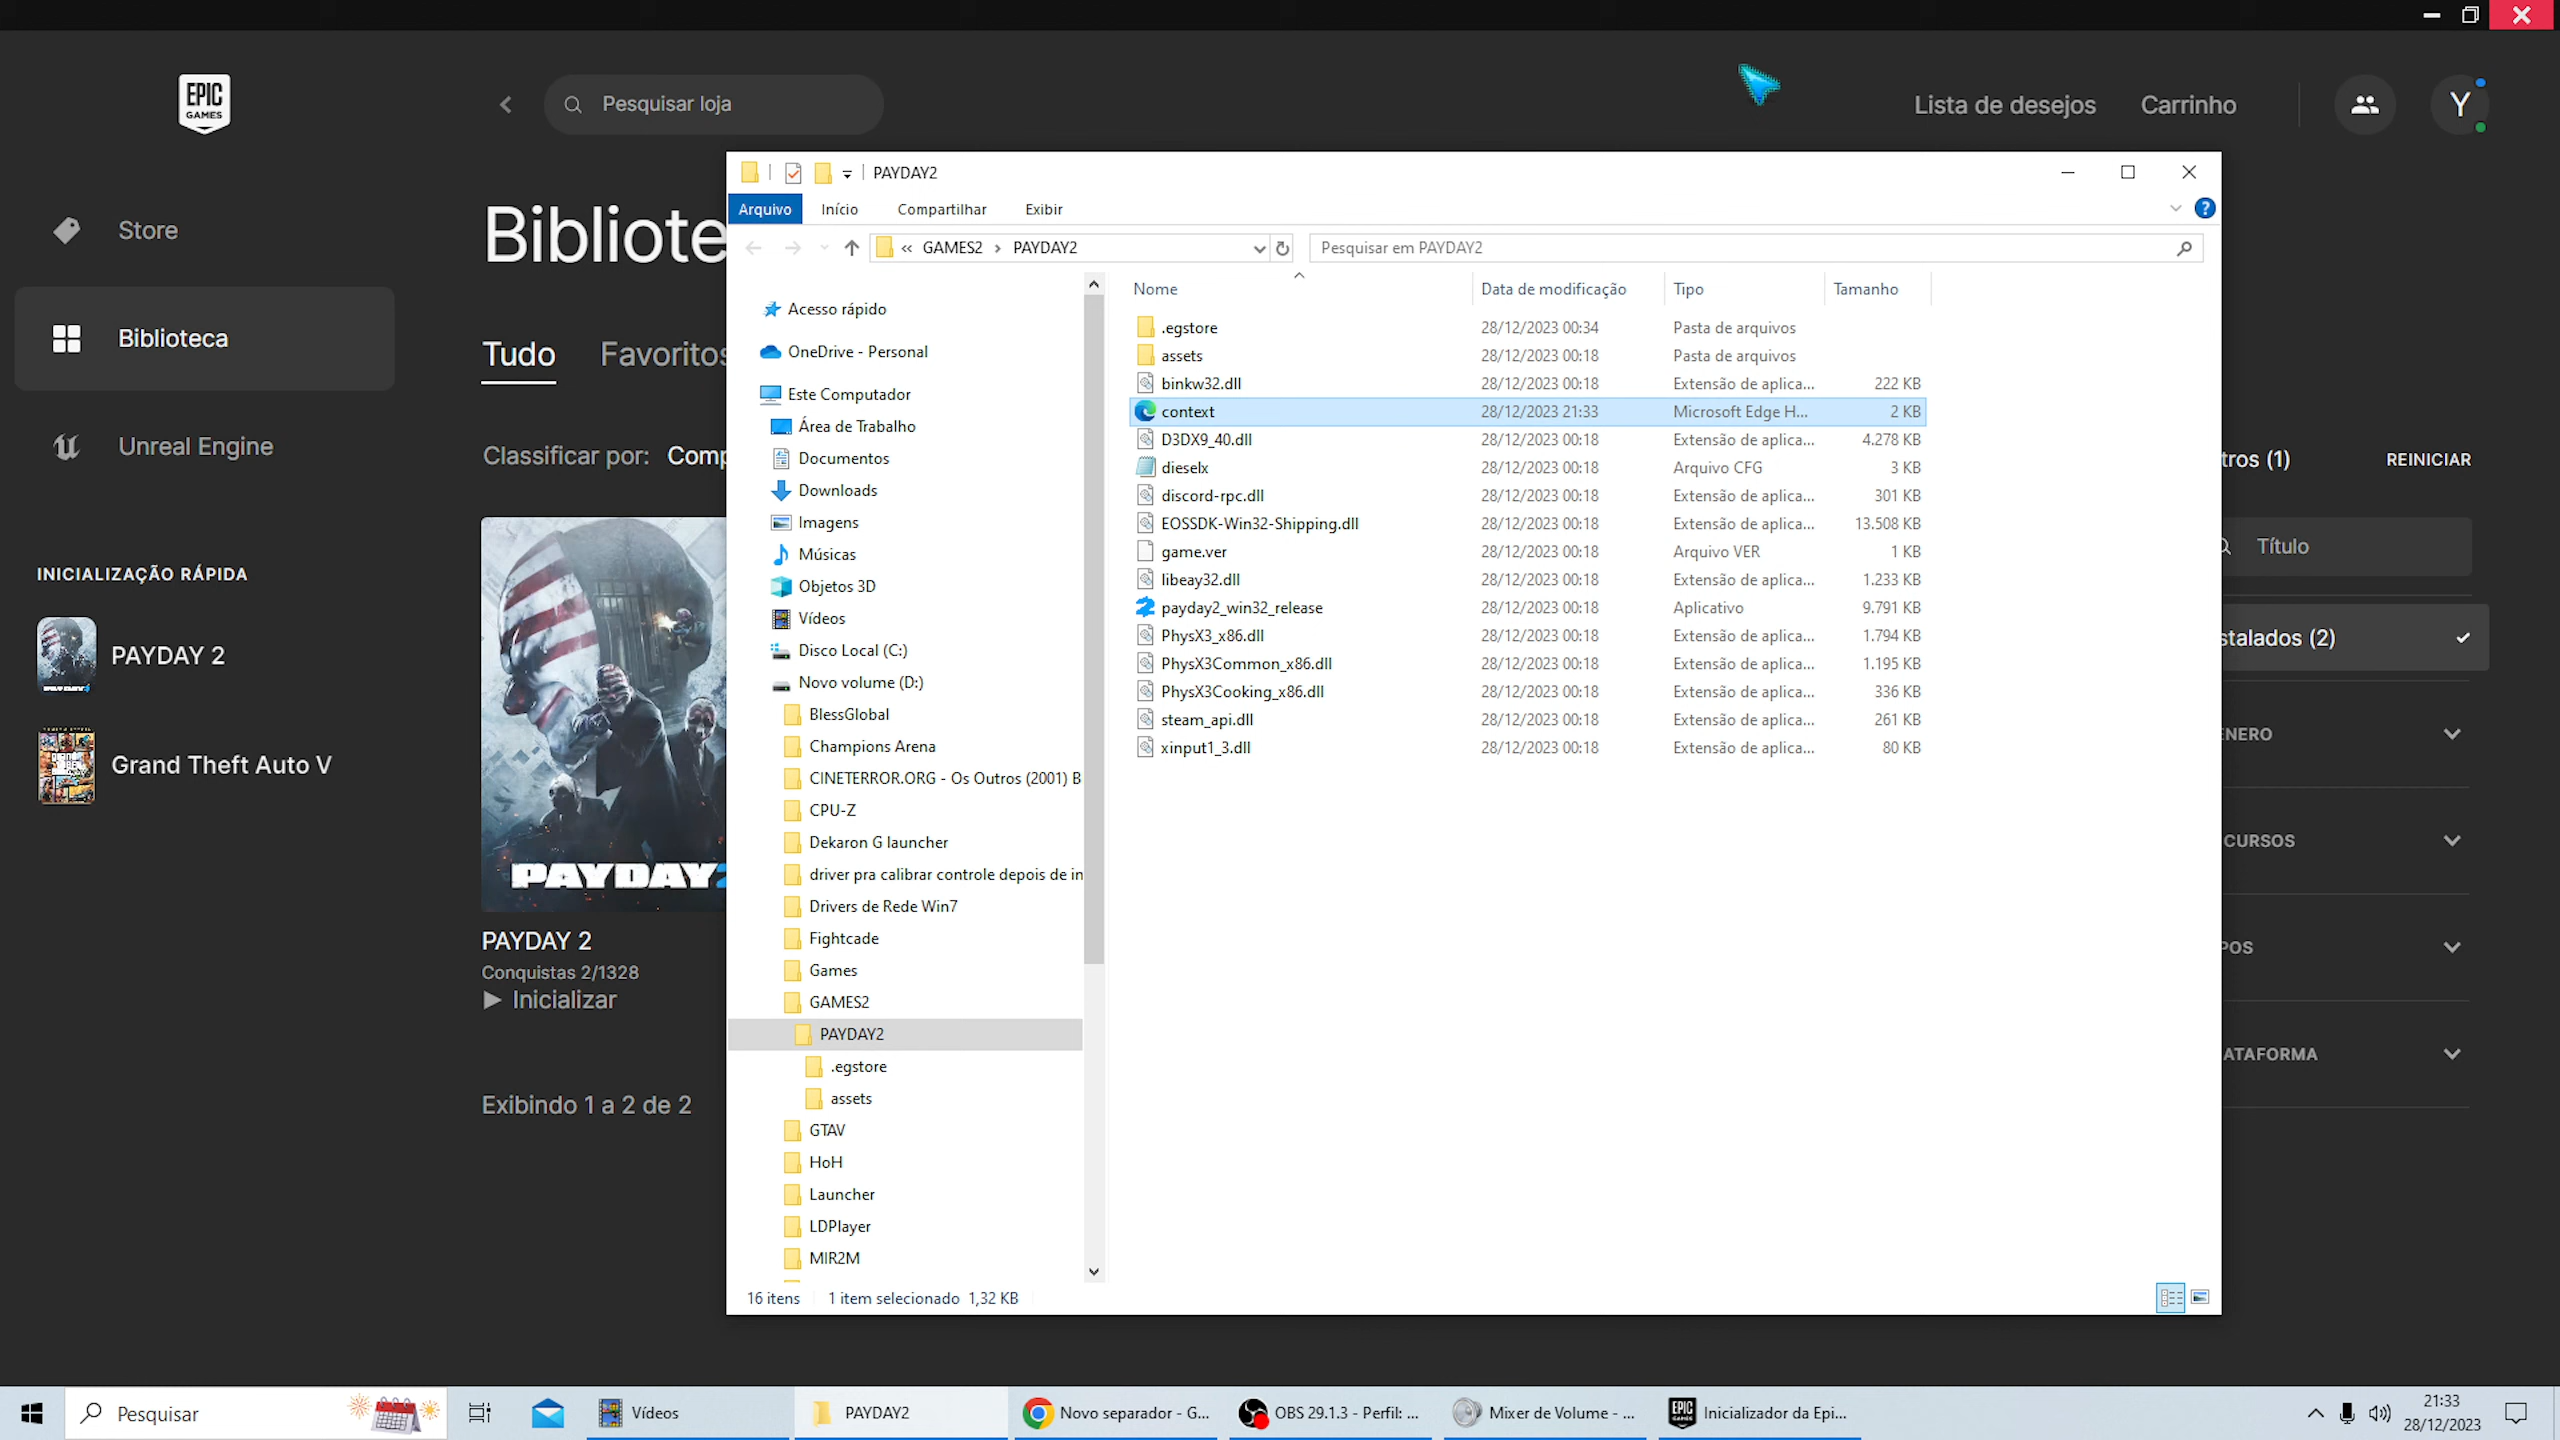 EPIC
GAMES
Pesquisar loja
Lista de desejos
Carrinho
Y
Store
Biblioteca
Unreal Engine
INICIALIZAÇÃO RÁPIDA
PAYDAY 2
Grand Theft Auto V
Bibliote
Tudo
Favoritos
Classificar por:
Comp
PAYDAY 2
PAYDAY 2
Conquistas 2/1328
Inicializar
Exibindo 1 a 2 de 2
PAYDAY2
Arquivo
Início
Compartilhar
Exibir
?
« GAMES2 › PAYDAY2
Pesquisar em PAYDAY2
Acesso rápido
OneDrive - Personal
Este Computador
Área de Trabalho
Documentos
Downloads
Imagens
Músicas
Objetos 3D
Vídeos
Disco Local (C:)
Novo volume (D:)
BlessGlobal
Champions Arena
CINETERROR.ORG - Os Outros (2001) B
CPU-Z
Dekaron G launcher
driver pra calibrar controle depois de in
Drivers de Rede Win7
Fightcade
Games
GAMES2
PAYDAY2
.egstore
assets
GTAV
HoH
Launcher
LDPlayer
MIR2M
Nome Data de modificação Tipo Tamanho
.egstore 28/12/2023 00:34 Pasta de arquivos
assets 28/12/2023 00:18 Pasta de arquivos
binkw32.dll 28/12/2023 00:18 Extensão de aplica... 222 KB
context 28/12/2023 21:33 Microsoft Edge H... 2 KB
D3DX9_40.dll 28/12/2023 00:18 Extensão de aplica... 4.278 KB
dieselx 28/12/2023 00:18 Arquivo CFG 3 KB
discord-rpc.dll 28/12/2023 00:18 Extensão de aplica... 301 KB
EOSSDK-Win32-Shipping.dll 28/12/2023 00:18 Extensão de aplica... 13.508 KB
game.ver 28/12/2023 00:18 Arquivo VER 1 KB
libeay32.dll 28/12/2023 00:18 Extensão de aplica... 1.233 KB
payday2_win32_release 28/12/2023 00:18 Aplicativo 9.791 KB
PhysX3_x86.dll 28/12/2023 00:18 Extensão de aplica... 1.794 KB
PhysX3Common_x86.dll 28/12/2023 00:18 Extensão de aplica... 1.195 KB
PhysX3Cooking_x86.dll 28/12/2023 00:18 Extensão de aplica... 336 KB
steam_api.dll 28/12/2023 00:18 Extensão de aplica... 261 KB
xinput1_3.dll 28/12/2023 00:18 Extensão de aplica... 80 KB
16 itens
1 item selecionado 1,32 KB
tros (1)
REINICIAR
Título
stalados (2)
ENERO
CURSOS
POS
ATAFORMA
Pesquisar
Vídeos
PAYDAY2
Novo separador - G...
OBS 29.1.3 - Perfil: ...
Mixer de Volume - ...
EPIC
GAMES
Inicializador da Epi...
21:33
28/12/2023